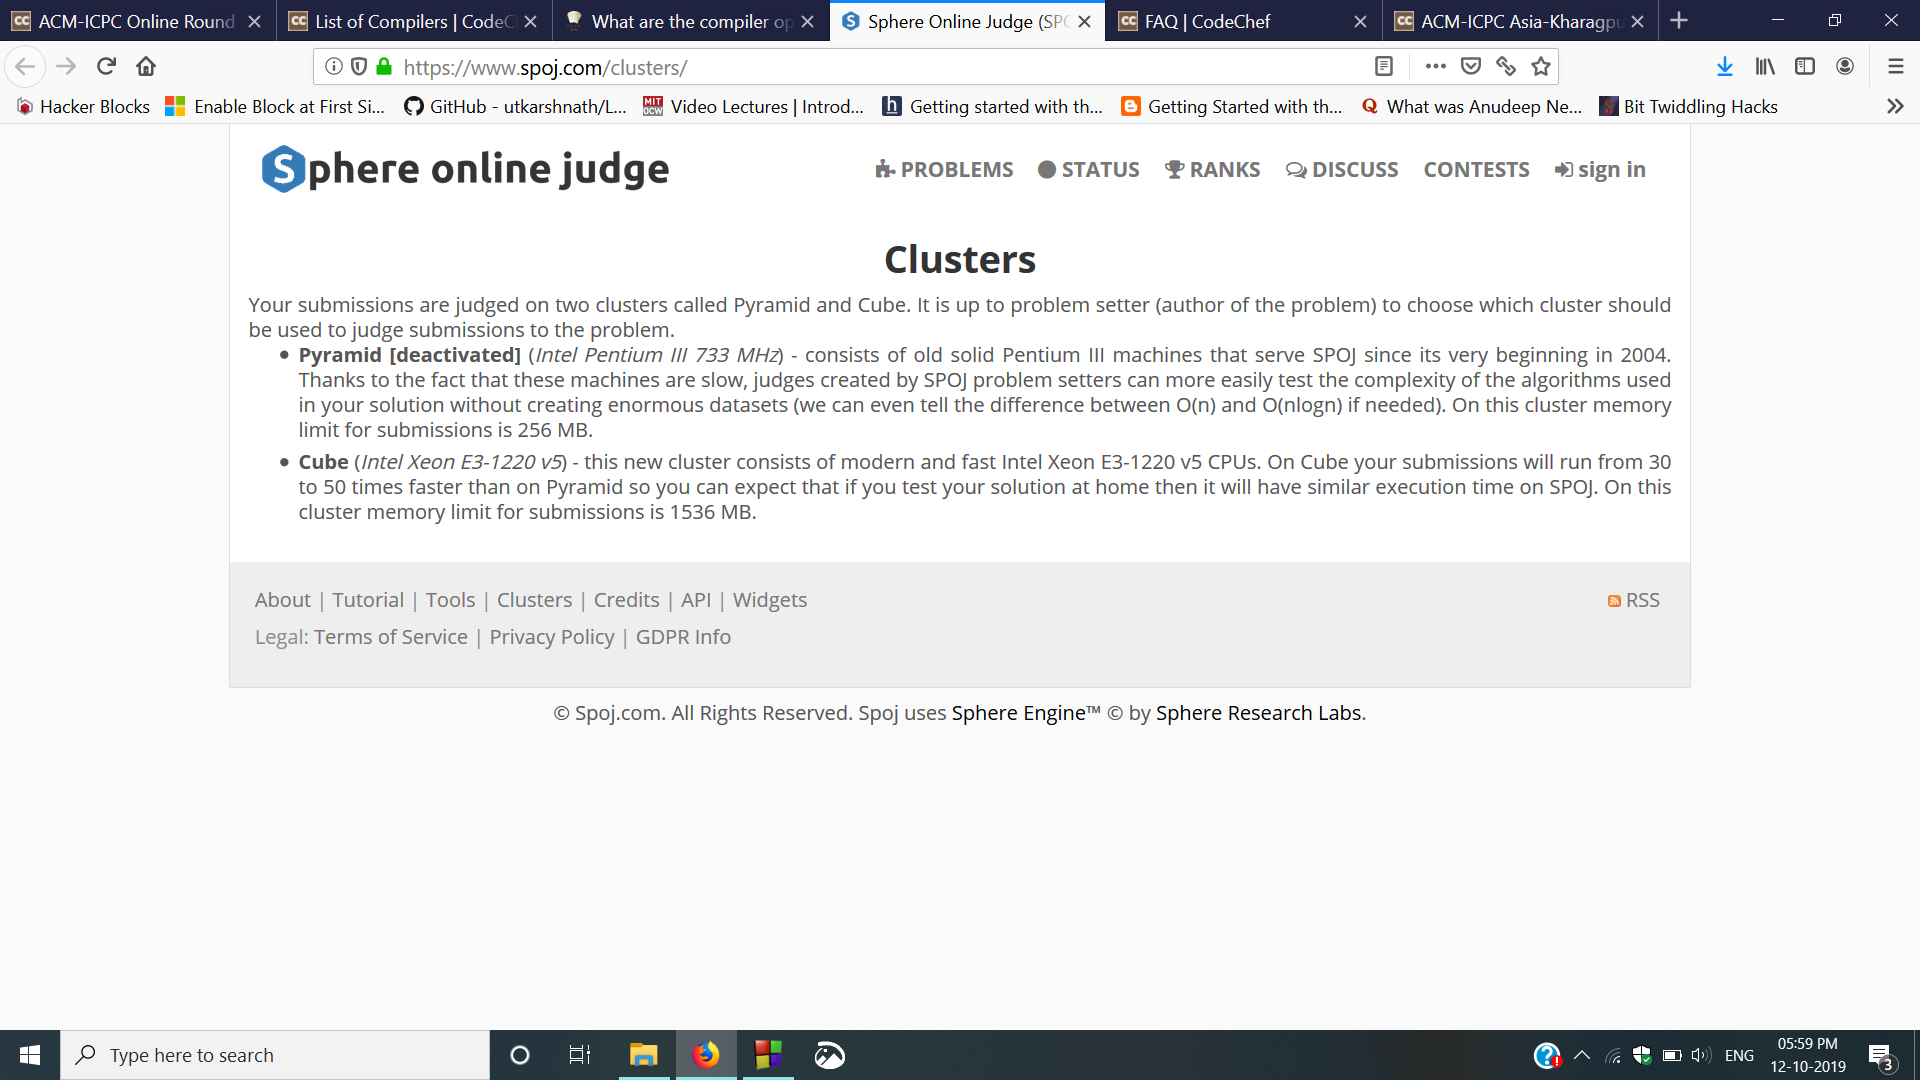 ACM-ICPC Online Round
List of Compilers | CodeC
What are the compiler op
Sphere Online Judge (SPO
FAQ | CodeChef
ACM-ICPC Asia-Kharagpu
https://www.spoj.com/clusters/
Hacker Blocks
Enable Block at First Si...
GitHub - utkarshnath/L...
Video Lectures | Introd...
Getting started with th...
Getting Started with th...
What was Anudeep Ne...
Bit Twiddling Hacks
Sphere online judge
PROBLEMS STATUS RANKS DISCUSS CONTESTS sign in
Clusters
Your submissions are judged on two clusters called Pyramid and Cube. It is up to problem setter (author of the problem) to choose which cluster should
be used to judge submissions to the problem.
Pyramid [deactivated] (Intel Pentium III 733 MHz) - consists of old solid Pentium III machines that serve SPOJ since its very beginning in 2004.
Thanks to the fact that these machines are slow, judges created by SPOJ problem setters can more easily test the complexity of the algorithms used
in your solution without creating enormous datasets (we can even tell the difference between O(n) and O(nlogn) if needed). On this cluster memory
limit for submissions is 256 MB.
Cube (Intel Xeon E3-1220 v5) - this new cluster consists of modern and fast Intel Xeon E3-1220 v5 CPUs. On Cube your submissions will run from 30
to 50 times faster than on Pyramid so you can expect that if you test your solution at home then it will have similar execution time on SPOJ. On this
cluster memory limit for submissions is 1536 MB.
About | Tutorial | Tools | Clusters | Credits | API | Widgets
RSS
Legal: Terms of Service | Privacy Policy | GDPR Info
© Spoj.com. All Rights Reserved. Spoj uses Sphere Engine™ © by Sphere Research Labs.
Type here to search
ENG
05:59 PM
12-10-2019
3